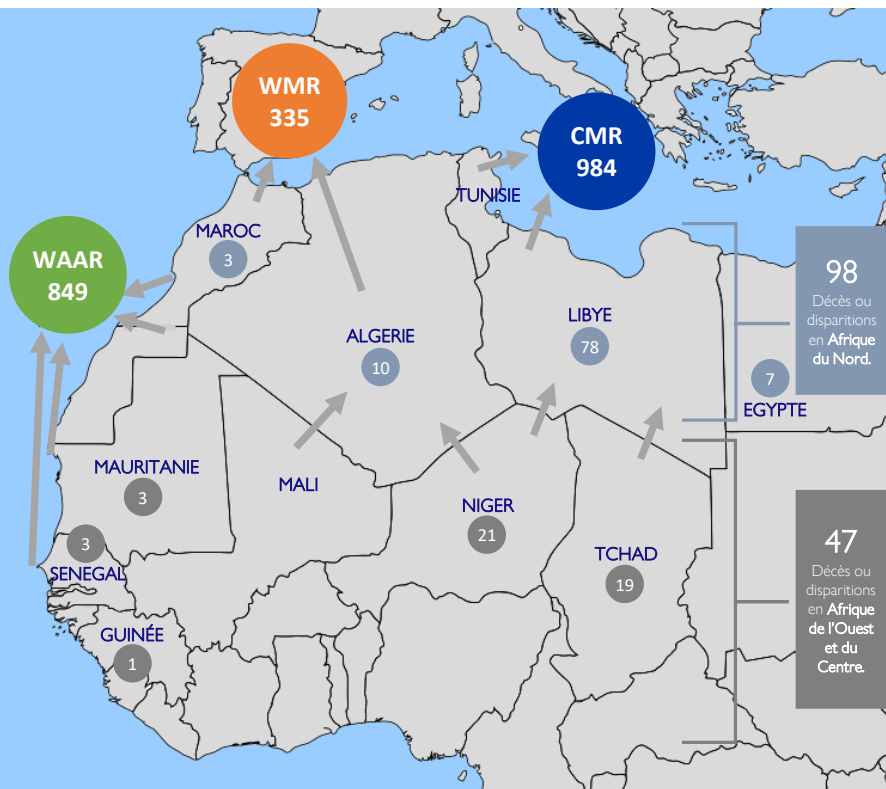 WMR
335
CMR
984
TUNISIE
MAROC
3
WAAR
849
98
Décès ou
disparitions
en Afrique
du Nord.
LIBYE
78
ALGERIE
10
7
EGYPTE
MAURITANIE
3
MALI
NIGER
21
TCHAD
19
3
SENEGAL
GUINÉE
1
47
Décès ou
disparitions
en Afrique
de l'Ouest
et du
Centre.